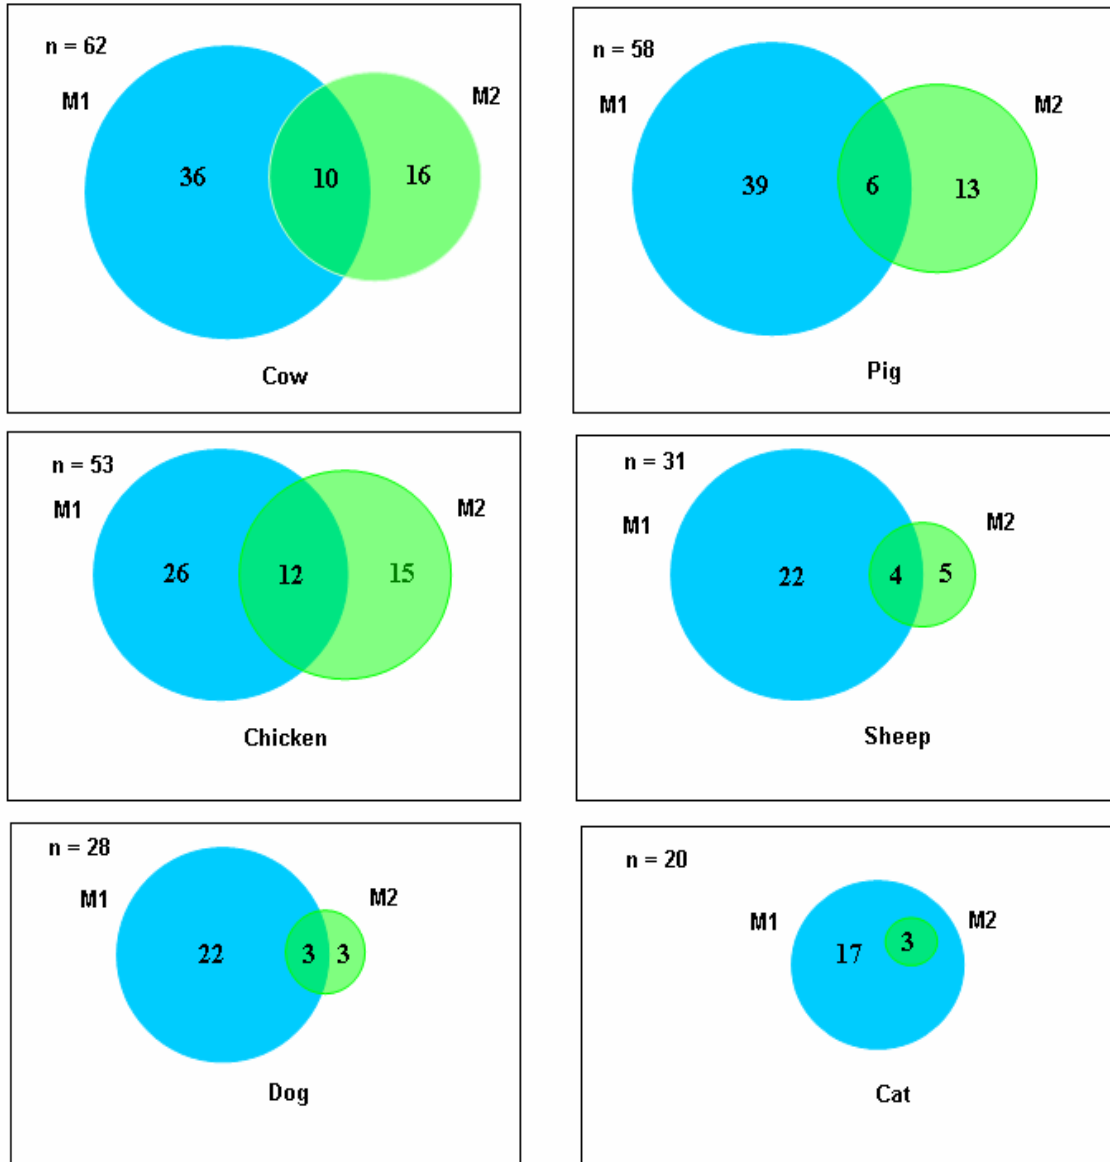 n = 62
M1
M2
36
10
16
Cow
n = 58
M1
M2
39
6
13
Pig
n = 53
M1
M2
26
12
15
Chicken
n = 31
M1
M2
22
4
5
Sheep
n = 28
M1
M2
22
3
3
Dog
n = 20
M1
M2
17
3
Cat